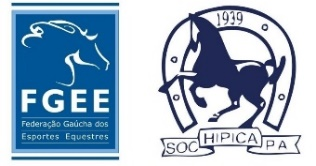 FGEE
Federação Gaúcha dos
Esportes Equestres
1939
SOC HIPICA PA